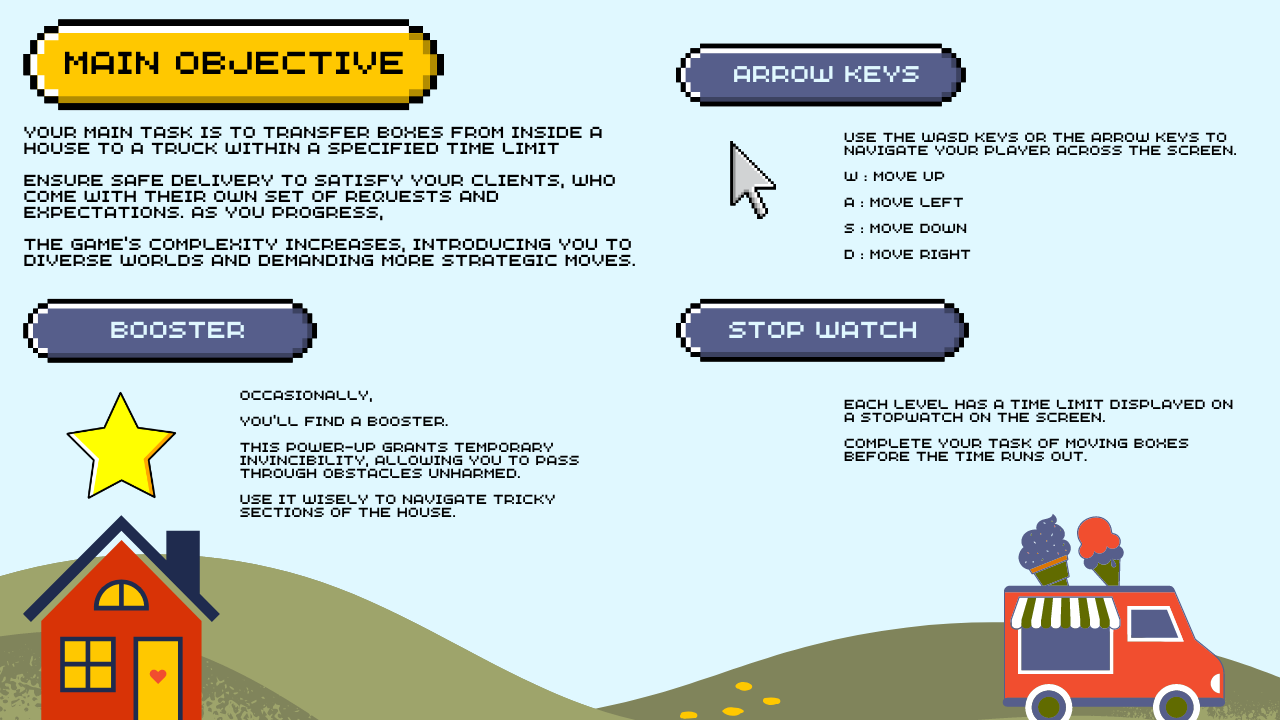 MAIN OBJECTIVE
YOUR MAIN TASK IS TO TRANSFER BOXES FROM INSIDE A
HOUSE TO A TRUCK WITHIN A SPECIFIED TIME LIMIT
ENSURE SAFE DELIVERY TO SATISFY YOUR CLIENTS, WHO
COME WITH THEIR OWN SET OF REQUESTS AND
EXPECTATIONS. AS YOU PROGRESS,
THE GAME'S COMPLEXITY INCREASES, INTRODUCING YOU TO
DIVERSE WORLDS AND DEMANDING MORE STRATEGIC MOVES.
ARROW KEYS
USE THE WASD KEYS OR THE ARROW KEYS TO
NAVIGATE YOUR PLAYER ACROSS THE SCREEN.
W : MOVE UP
A : MOVE LEFT
S : MOVE DOWN
D : MOVE RIGHT
BOOSTER
OCCASIONALLY,
YOU'LL FIND A BOOSTER.
THIS POWER-UP GRANTS TEMPORARY
INVINCIBILITY, ALLOWING YOU TO PASS
THROUGH OBSTACLES UNHARMED.
USE IT WISELY TO NAVIGATE TRICKY
SECTIONS OF THE HOUSE.
STOP WATCH
EACH LEVEL HAS A TIME LIMIT DISPLAYED ON
A STOPWATCH ON THE SCREEN.
COMPLETE YOUR TASK OF MOVING BOXES
BEFORE THE TIME RUNS OUT.